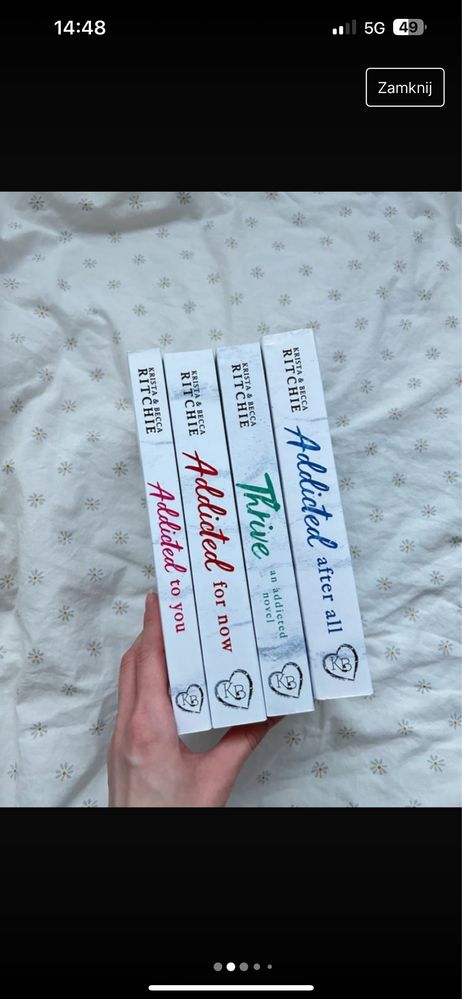 14:48
5G 49
Zamknij
KRISTA & BECCA
RITCHIE
Addicted to you
KB
KRISTA & BECCA
RITCHIE
Addicted for now
KB
KRISTA & BECCA
RITCHIE
Thrive
an addicted
novel
KB
KRISTA & BECCA
RITCHIE
Addicted after all
KB